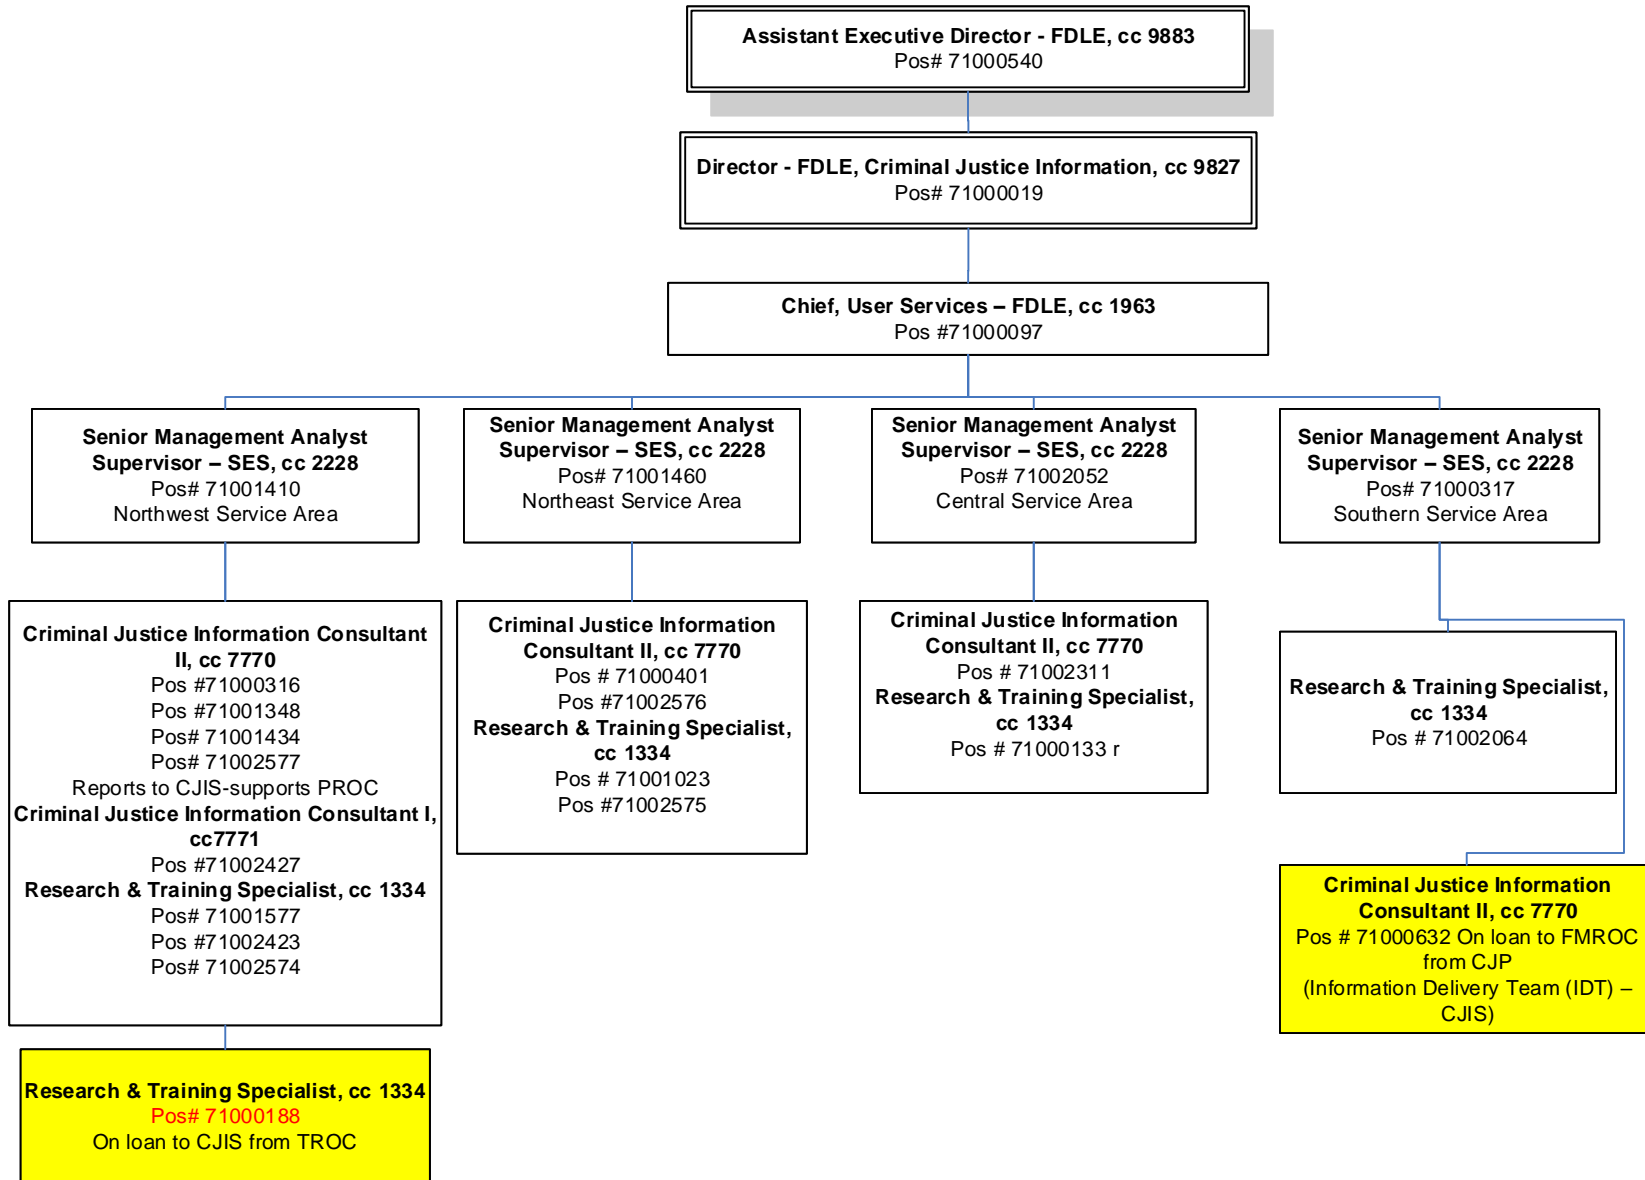 Assistant Executive Director - FDLE, cc 9883
Pos# 71000540
Director - FDLE, Criminal Justice Information, cc 9827
Pos# 71000019
Chief, User Services – FDLE, cc 1963
Pos #71000097
Senior Management Analyst
Supervisor – SES, cc 2228
Pos# 71001410
Northwest Service Area
Senior Management Analyst
Supervisor – SES, cc 2228
Pos# 71001460
Northeast Service Area
Senior Management Analyst
Supervisor – SES, cc 2228
Pos# 71002052
Central Service Area
Senior Management Analyst
Supervisor – SES, cc 2228
Pos# 71000317
Southern Service Area
Criminal Justice Information Consultant
II, cc 7770
Pos #71000316
Pos #71001348
Pos# 71001434
Pos #71002577
Reports to CJIS-supports PROC
Criminal Justice Information Consultant I,
cc7771
Pos #71002427
Research & Training Specialist, cc 1334
Pos# 71001577
Pos #71002423
Pos# 71002574
Criminal Justice Information
Consultant II, cc 7770
Pos # 71000401
Pos #71002576
Research & Training Specialist,
cc 1334
Pos # 71001023
Pos #71002575
Criminal Justice Information
Consultant II, cc 7770
Pos # 71002311
Research & Training Specialist,
cc 1334
Pos # 71000133 r
Research & Training Specialist,
cc 1334
Pos # 71002064
Criminal Justice Information
Consultant II, cc 7770
Pos # 71000632 On loan to FMROC
from CJP
(Information Delivery Team (IDT) –
CJIS)
Research & Training Specialist, cc 1334
Pos# 71000188
On loan to CJIS from TROC